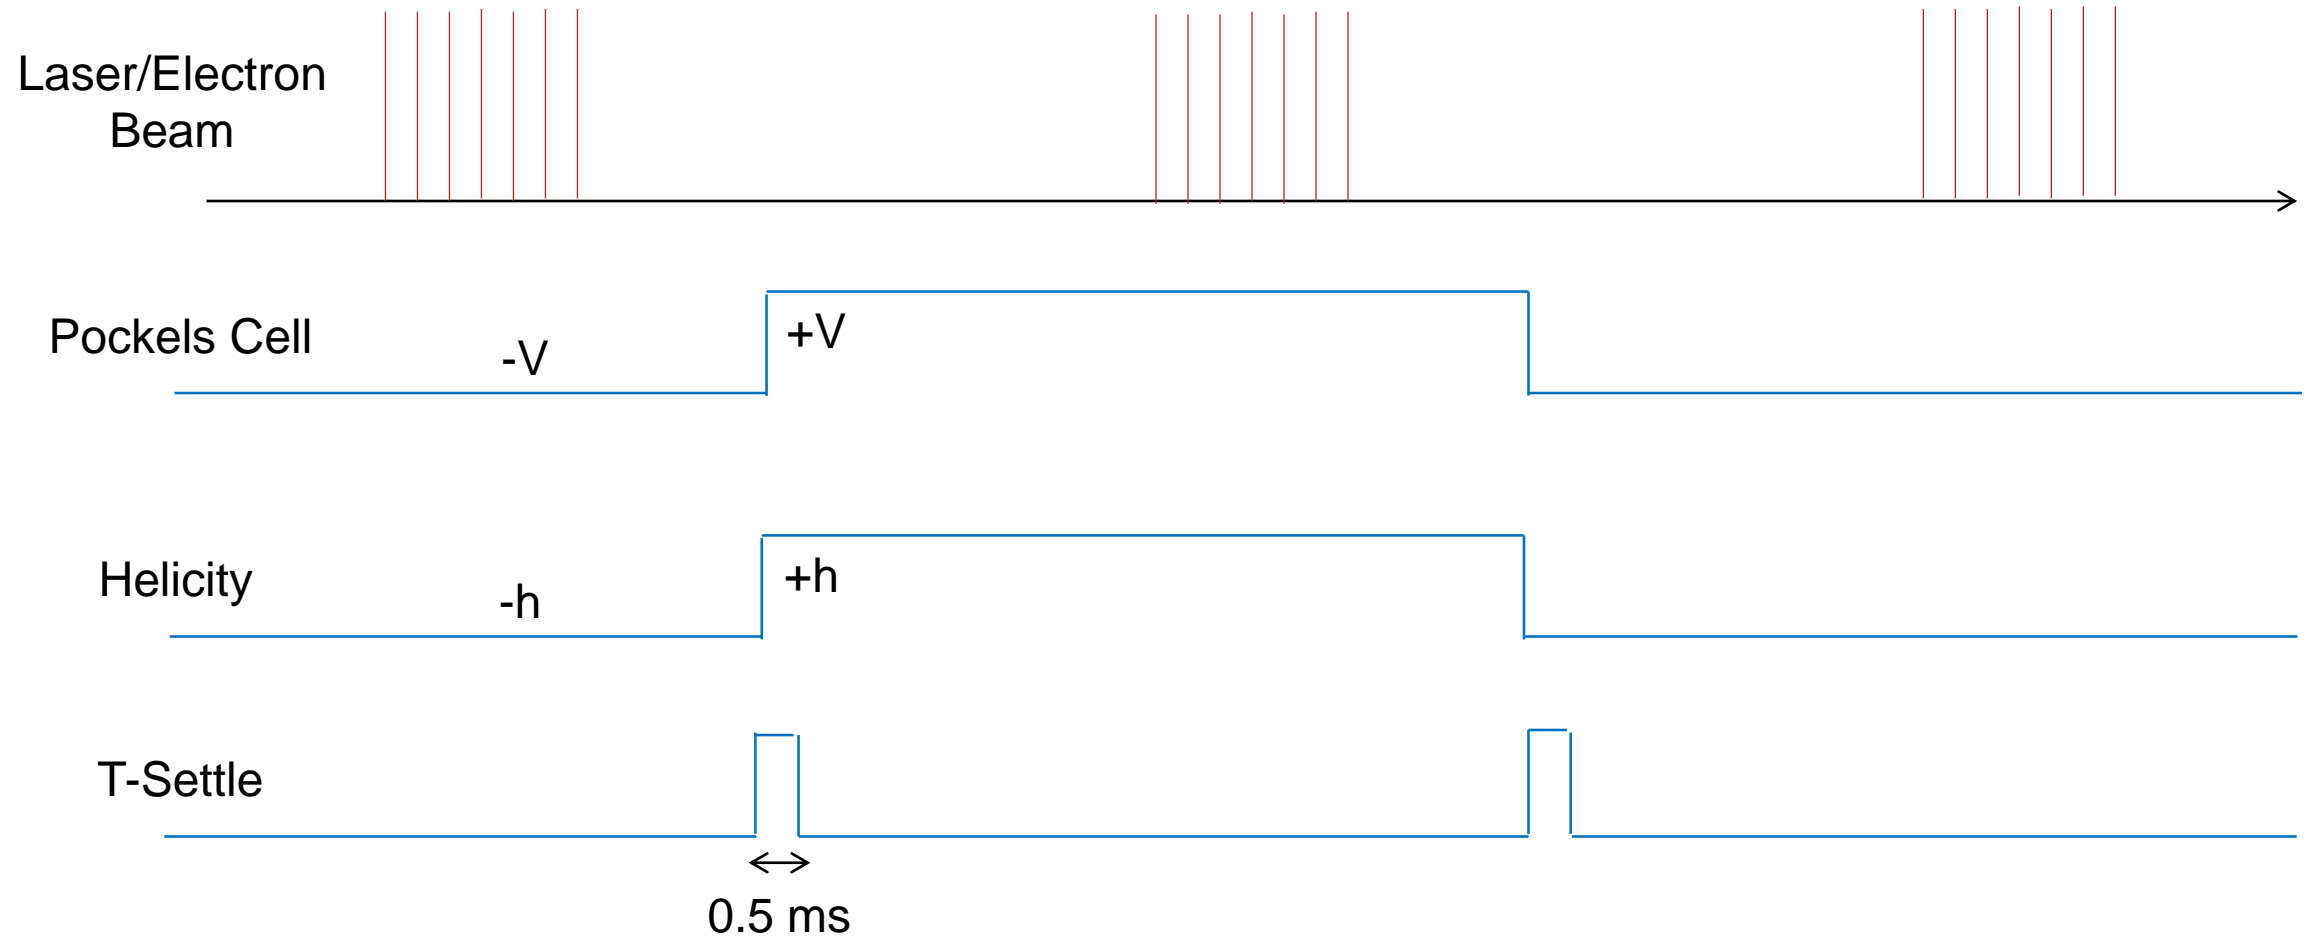 Laser/Electron
Beam
Pockels Cell
-V
+V
Helicity
-h
+h
T-Settle
0.5 ms